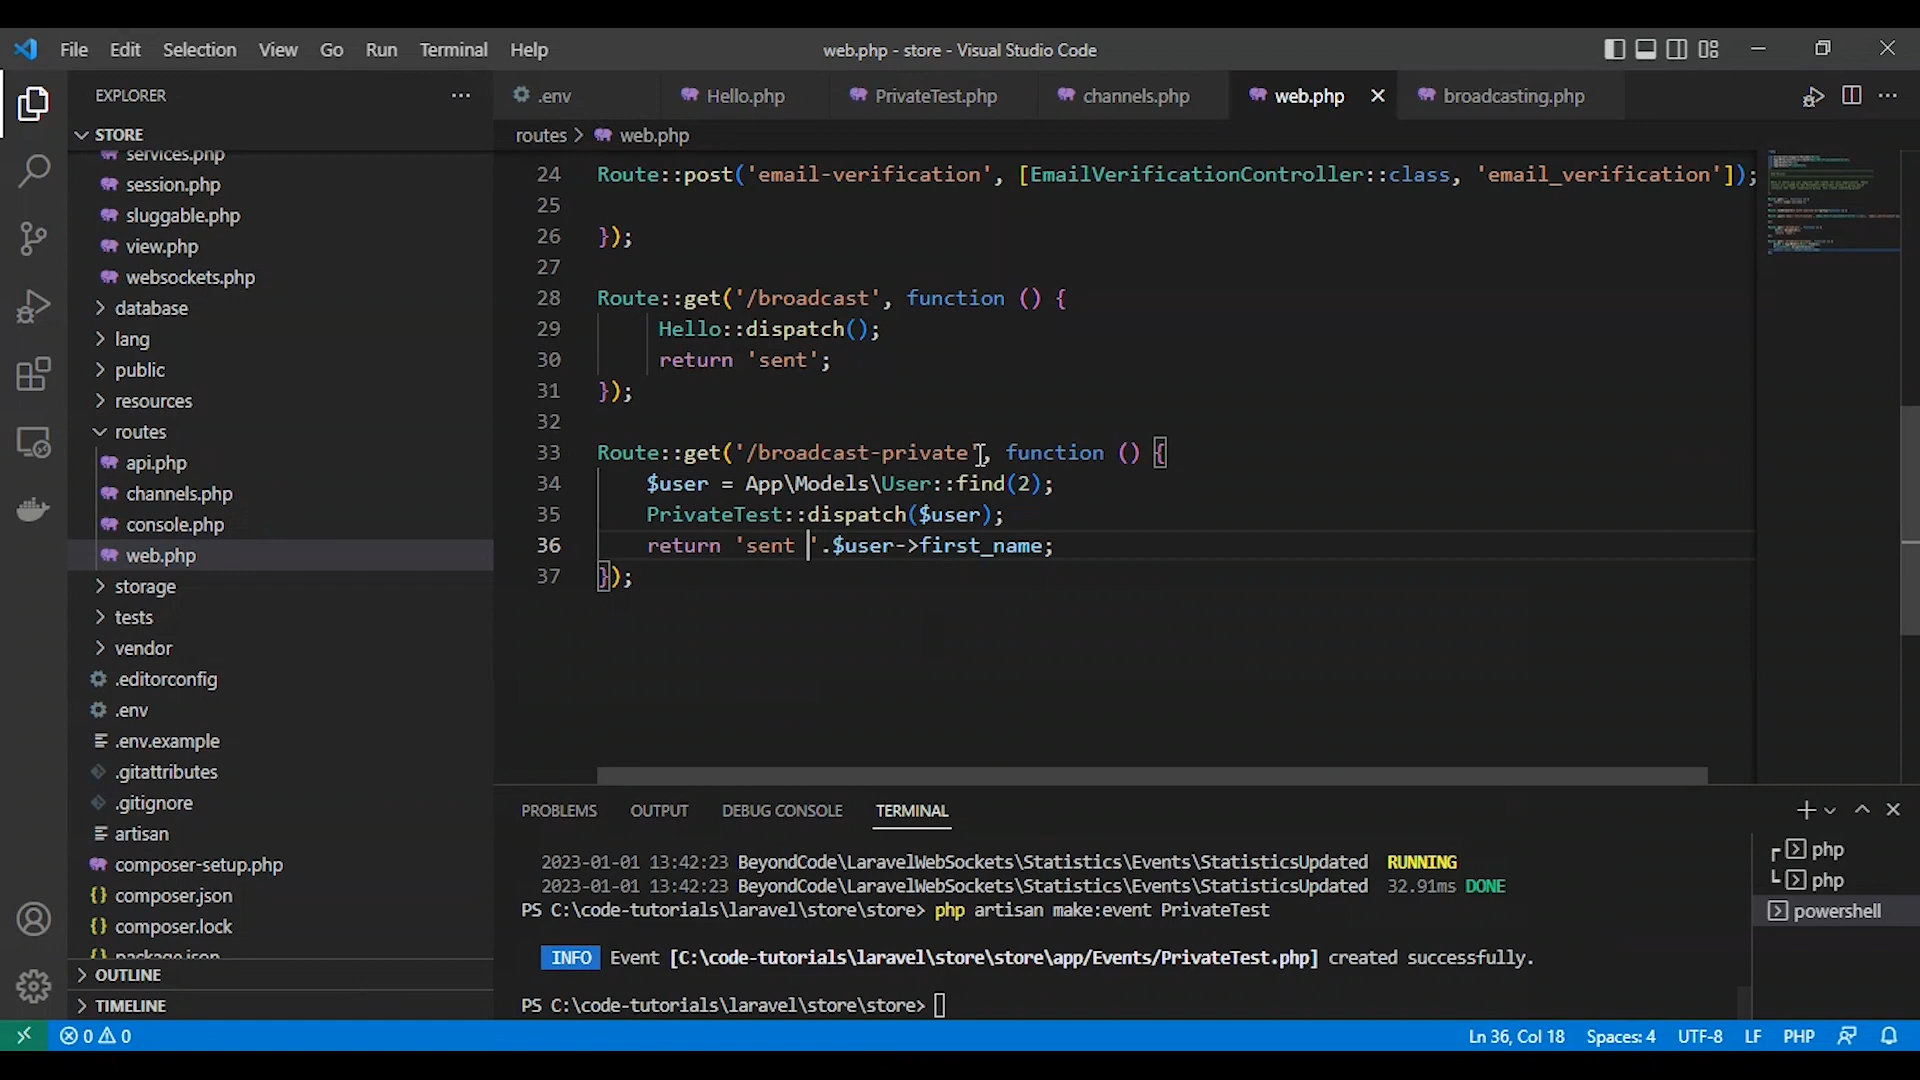 File Edit Selection View Go Run Terminal Help
web.php - store - Visual Studio Code
EXPLORER
STORE
services.php
session.php
sluggable.php
view.php
websockets.php
database
lang
public
resources
routes
api.php
channels.php
console.php
web.php
storage
tests
vendor
.editorconfig
.env
.env.example
.gitattributes
.gitignore
artisan
composer-setup.php
composer.json
composer.lock
package.json
OUTLINE
TIMELINE
.env Hello.php PrivateTest.php channels.php web.php broadcasting.php
routes > web.php
24 Route::post('email-verification', [EmailVerificationController::class, 'email_verification']);
25
26 });
27
28 Route::get('/broadcast', function () {
29 Hello::dispatch();
30 return 'sent';
31 });
32
33 Route::get('/broadcast-private', function () {
34 $user = App\Models\User::find(2);
35 PrivateTest::dispatch($user);
36 return 'sent '.$user->first_name;
37 });
PROBLEMS OUTPUT DEBUG CONSOLE TERMINAL
2023-01-01 13:42:23 BeyondCode\LaravelWebSockets\Statistics\Events\StatisticsUpdated RUNNING
2023-01-01 13:42:23 BeyondCode\LaravelWebSockets\Statistics\Events\StatisticsUpdated 32.91ms DONE
PS C:\code-tutorials\laravel\store\store> php artisan make:event PrivateTest
INFO Event [C:\code-tutorials\laravel\store\store\app/Events/PrivateTest.php] created successfully.
PS C:\code-tutorials\laravel\store\store>
php
php
powershell
0 0
Ln 36, Col 18 Spaces: 4 UTF-8 LF PHP